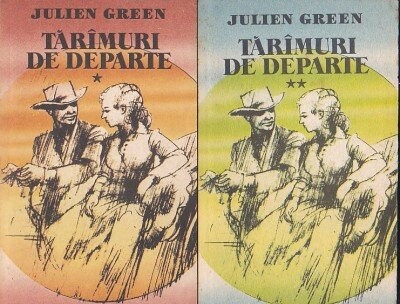 JULIEN GREEN
TĂRÎMURI
DE DEPARTE
*
JULIEN GREEN
TĂRÎMURI
DE DEPARTE
**